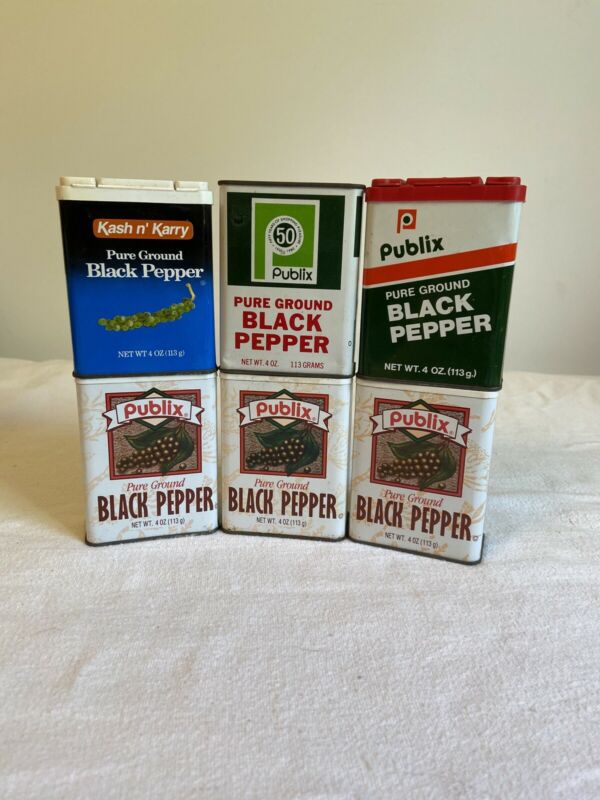 Kash n' Karry
Pure Ground
Black Pepper
NET WT 4 OZ (113 g)
50
Publix
PURE GROUND
BLACK
PEPPER
NET WT. 4 OZ. 113 GRAMS
P
Publix
PURE GROUND
BLACK
PEPPER
NET WT. 4 OZ. (113g.)
Publix®
Pure Ground
BLACK PEPPER
NET WT. 4 OZ (113 g)
Publix®
Pure Ground
BLACK PEPPER
NET WT. 4 OZ (113 g)
Publix®
Pure Ground
BLACK PEPPER
NET WT. 4 OZ (113 g)